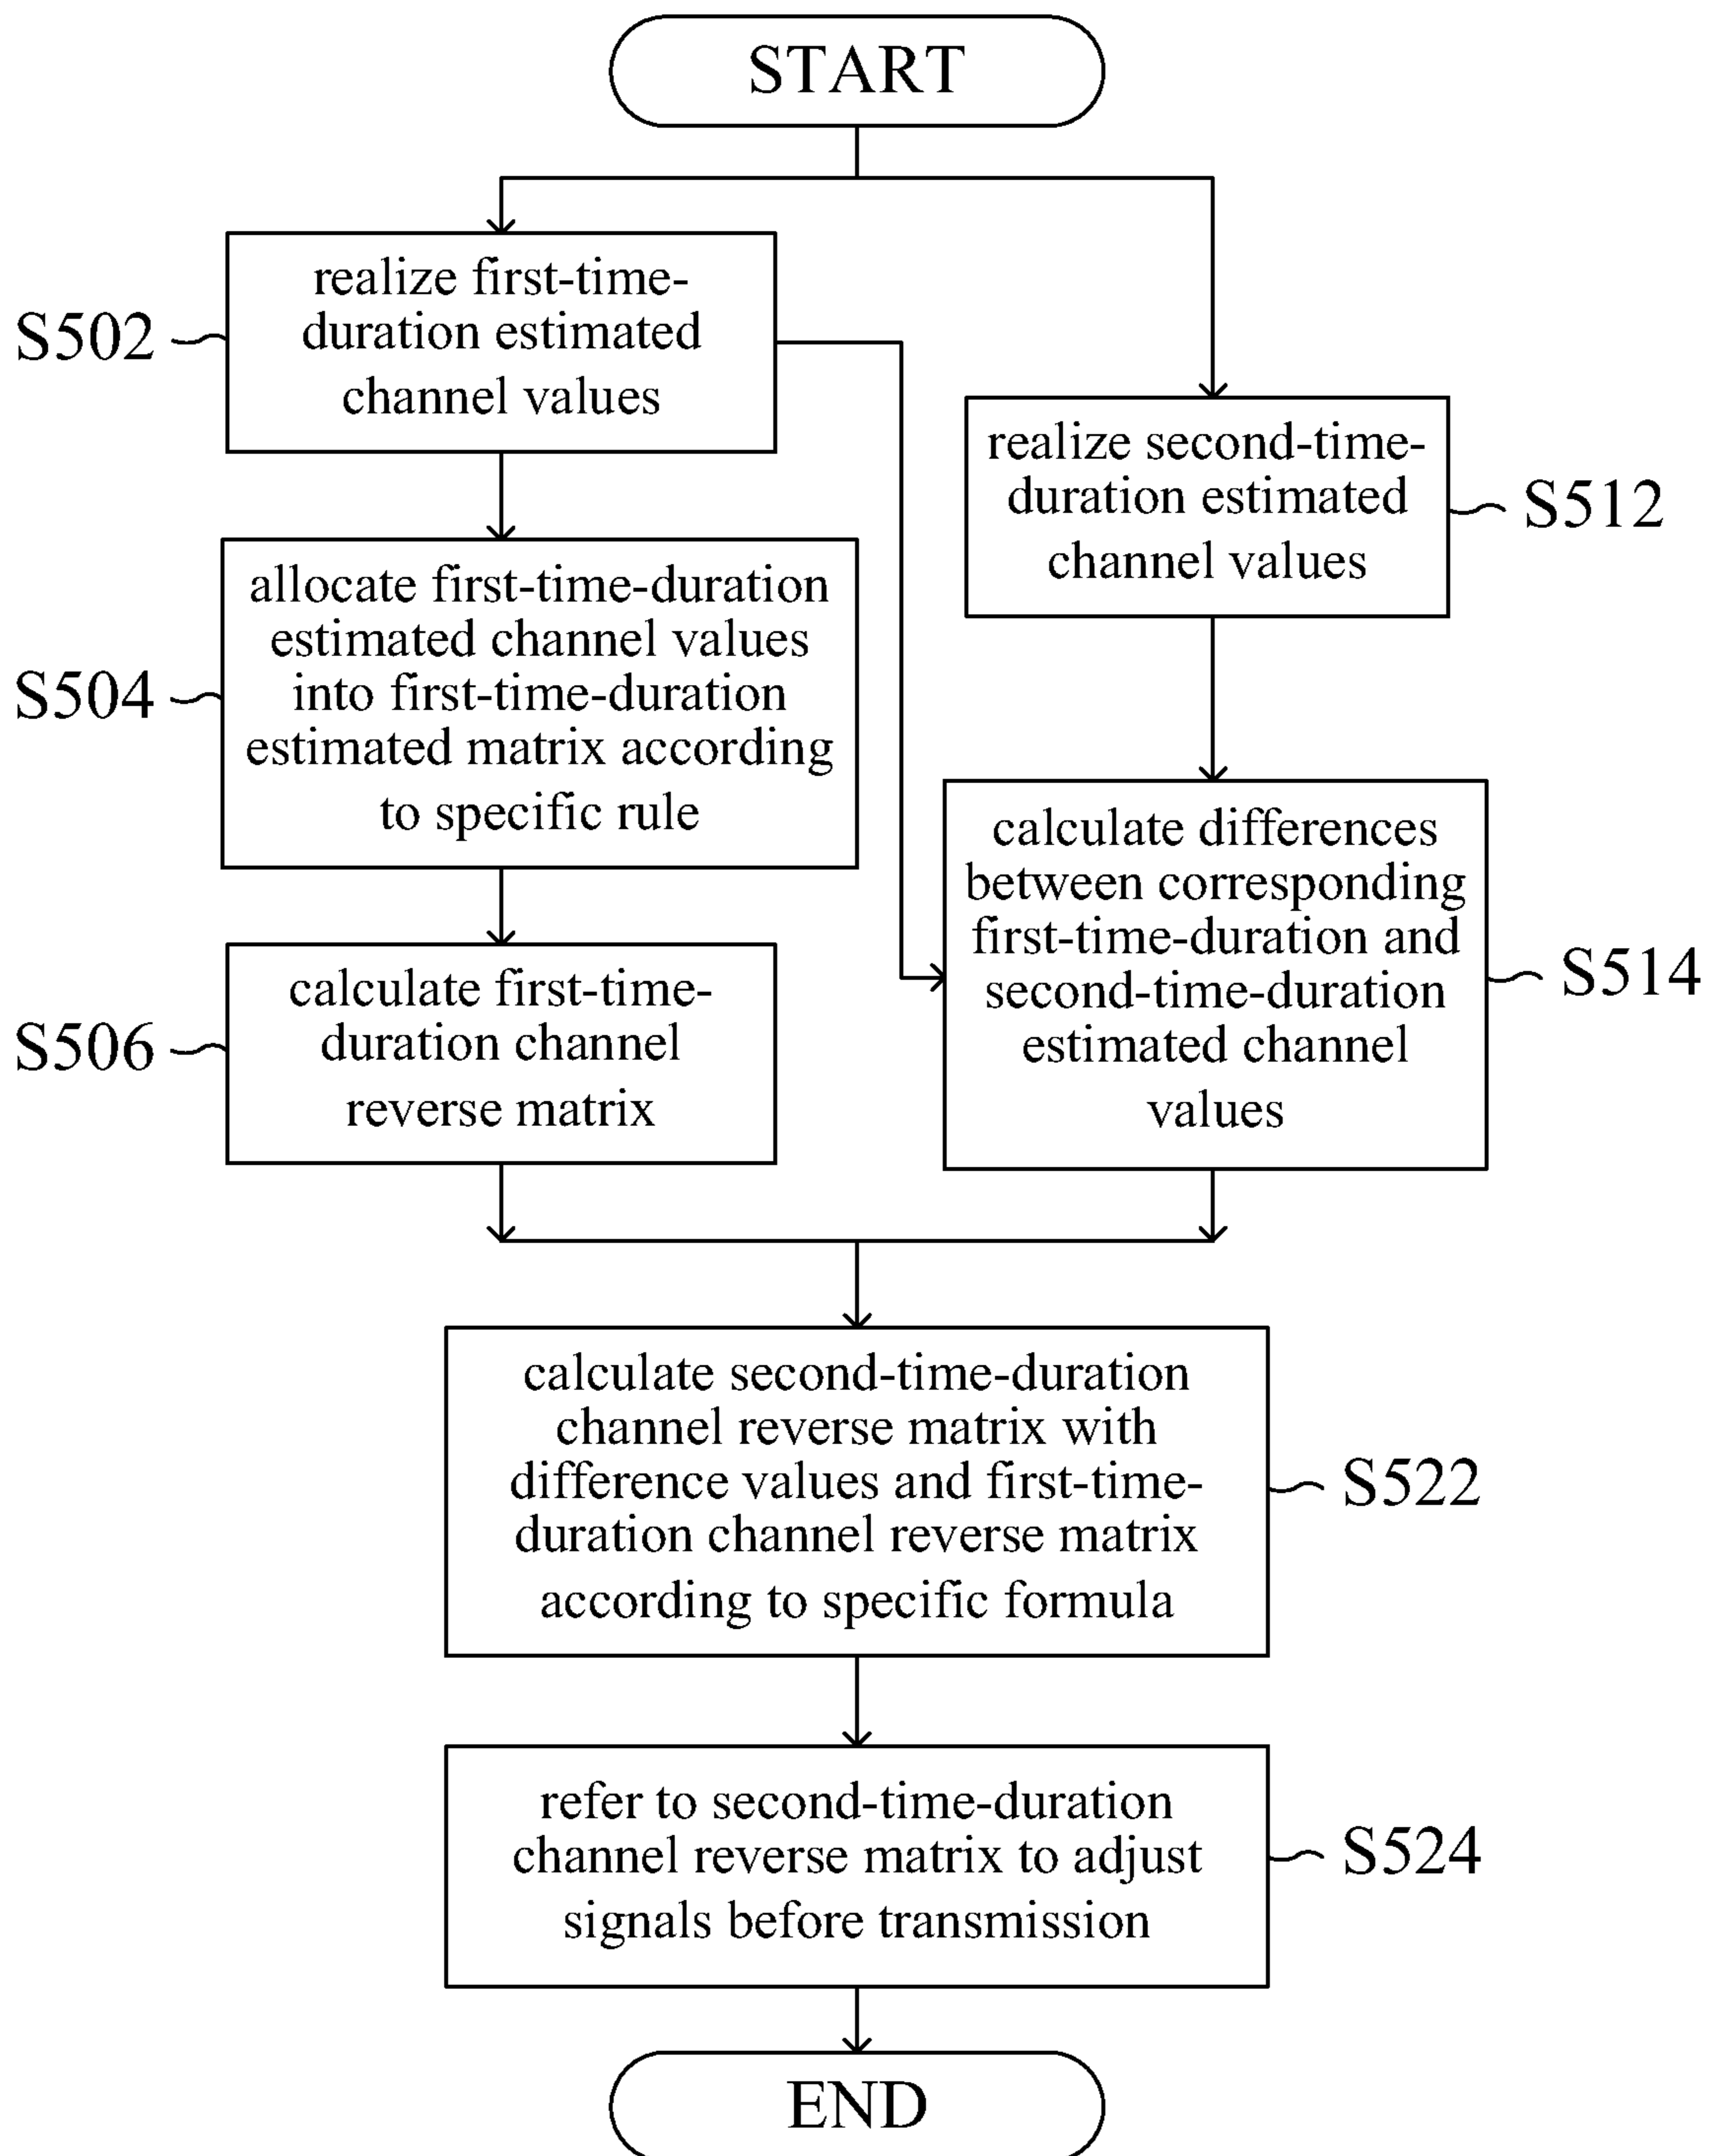 START
S502
realize first-time-
duration estimated
channel values
realize second-time-
duration estimated
channel values
S512
S504
allocate first-time-duration
estimated channel values
into first-time-duration
estimated matrix according
to specific rule
S506
calculate first-time-
duration channel
reverse matrix
calculate differences
between corresponding
first-time-duration and
second-time-duration
estimated channel
values
S514
calculate second-time-duration
channel reverse matrix with
difference values and first-time-
duration channel reverse matrix
according to specific formula
S522
refer to second-time-duration
channel reverse matrix to adjust
signals before transmission
S524
END